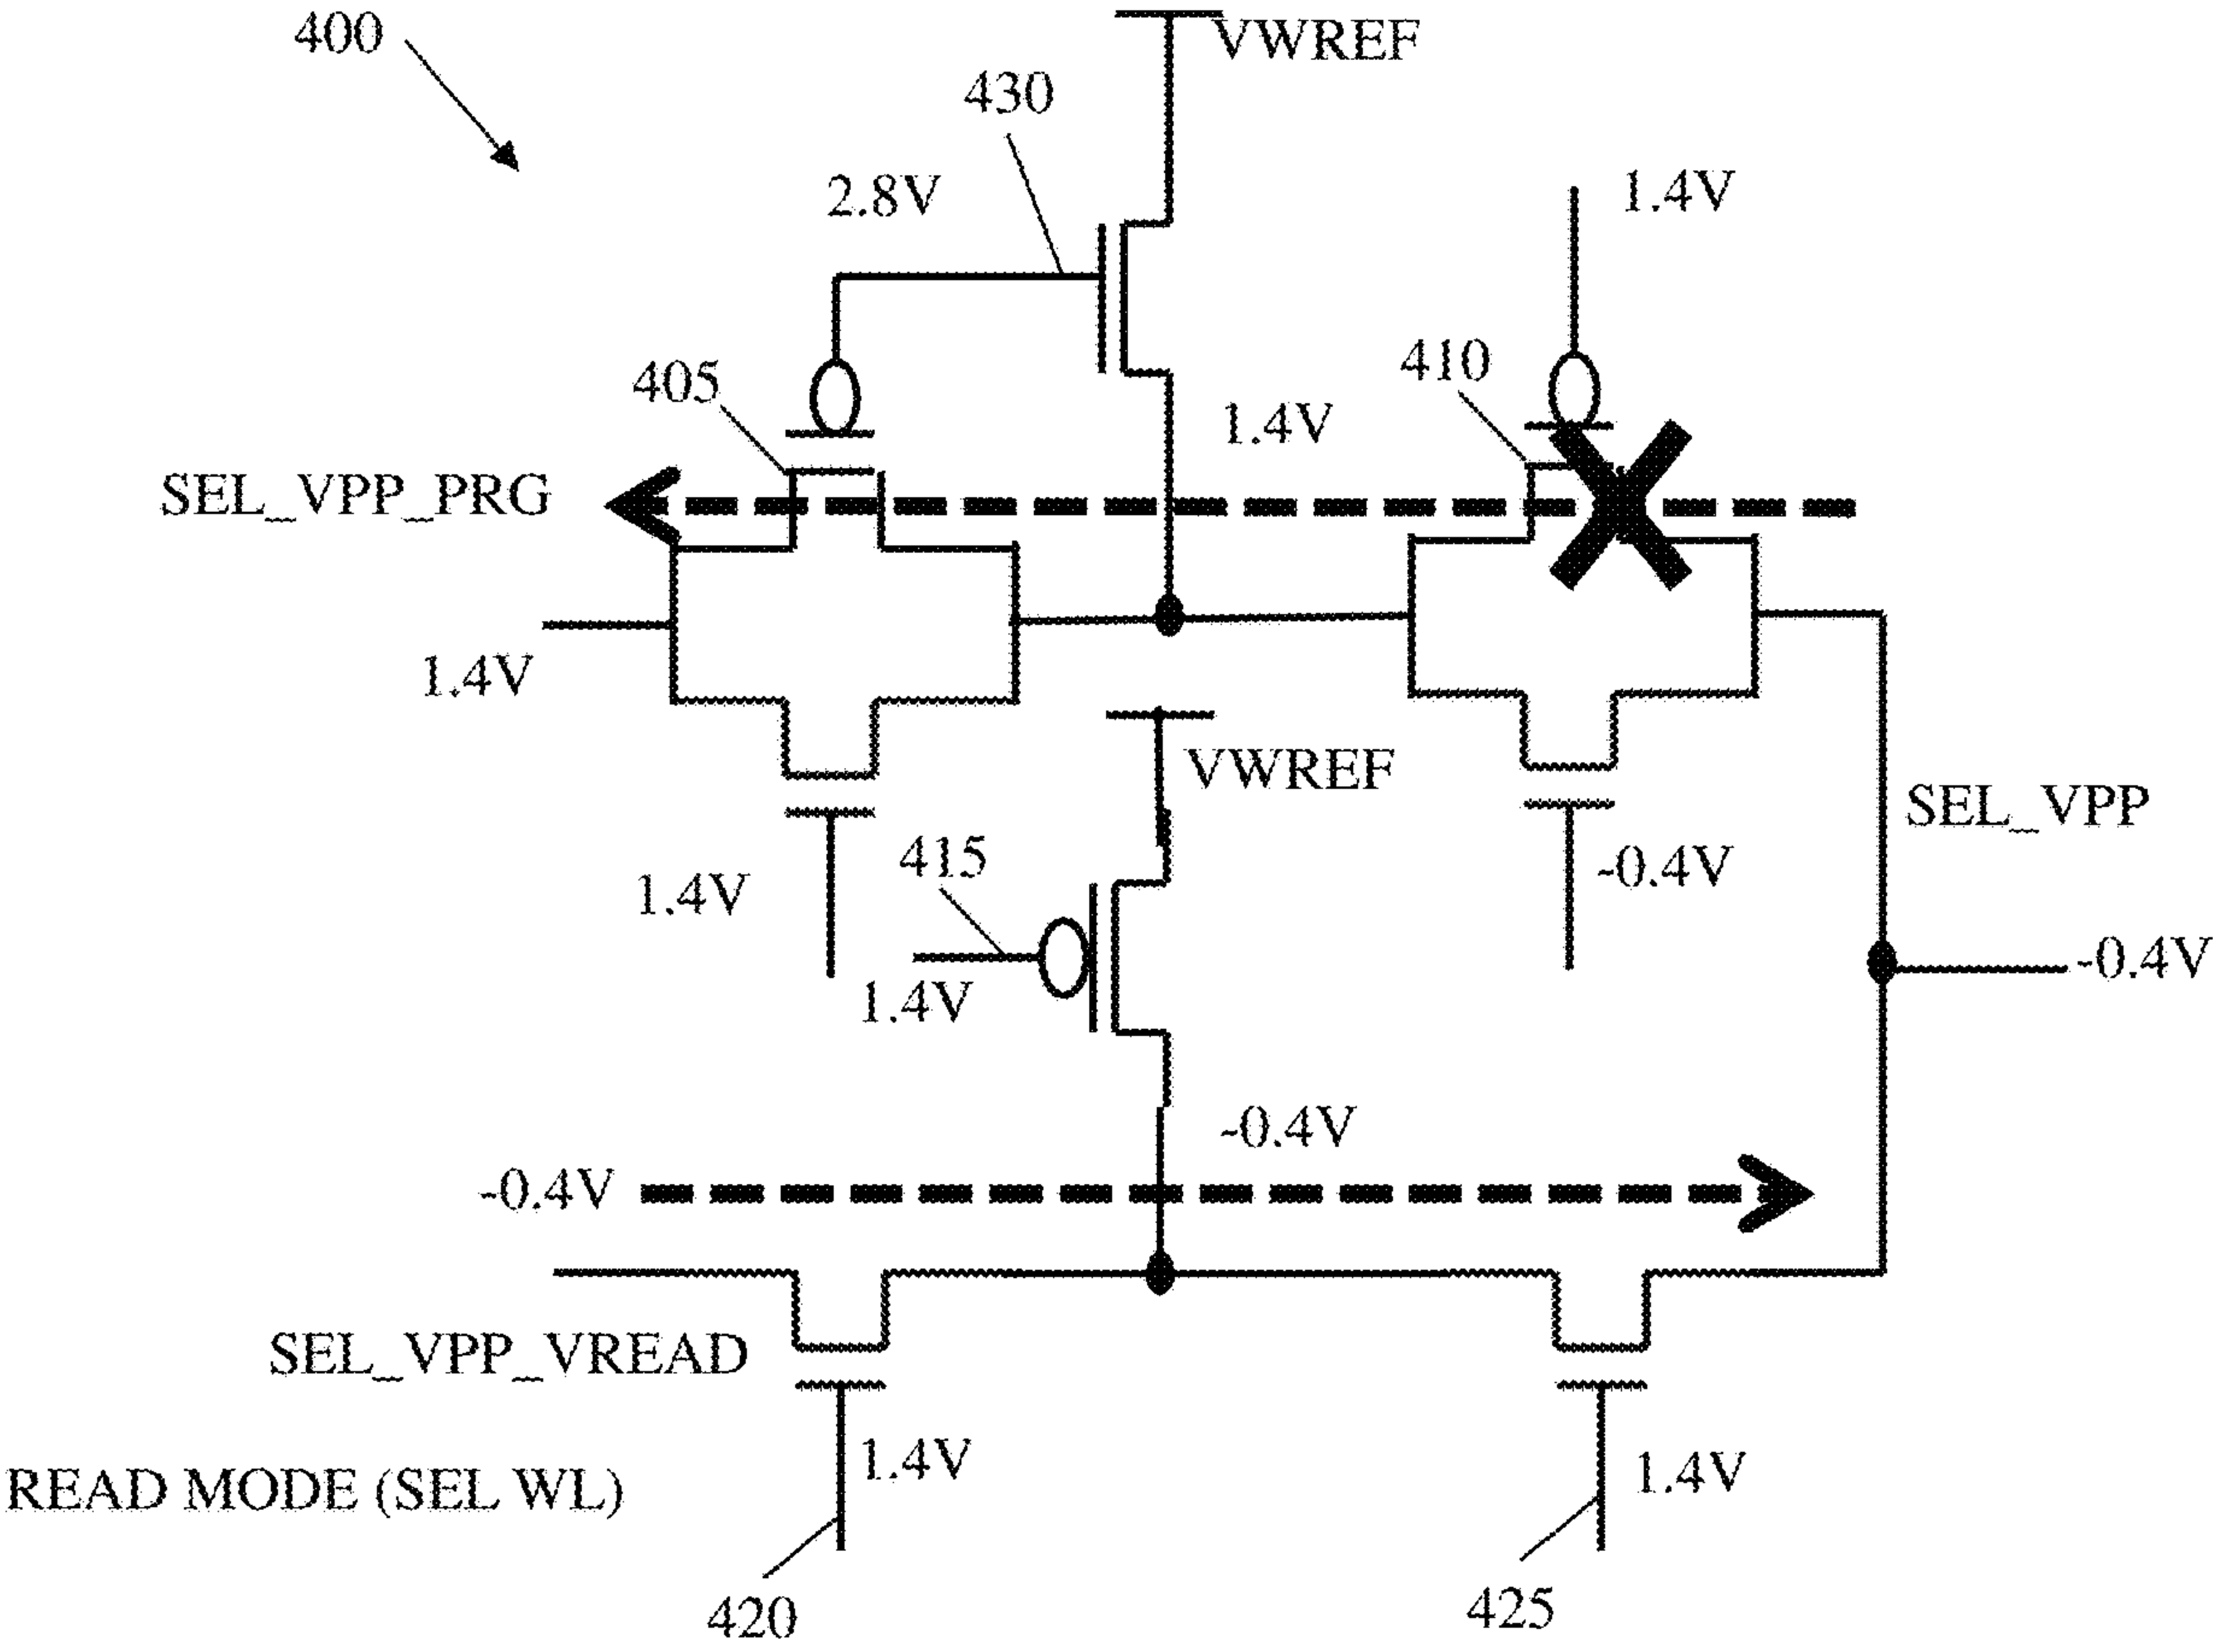 400
VWREF
430
2.8V
1.4V
405
410
1.4V
SEL_VPP_PRG
1.4V
VWREF
SEL_VPP
415
1.4V
-0.4V
1.4V
-0.4V
-0.4V
-0.4V
SEL_VPP_VREAD
1.4V
1.4V
READ MODE (SEL WL)
420
425